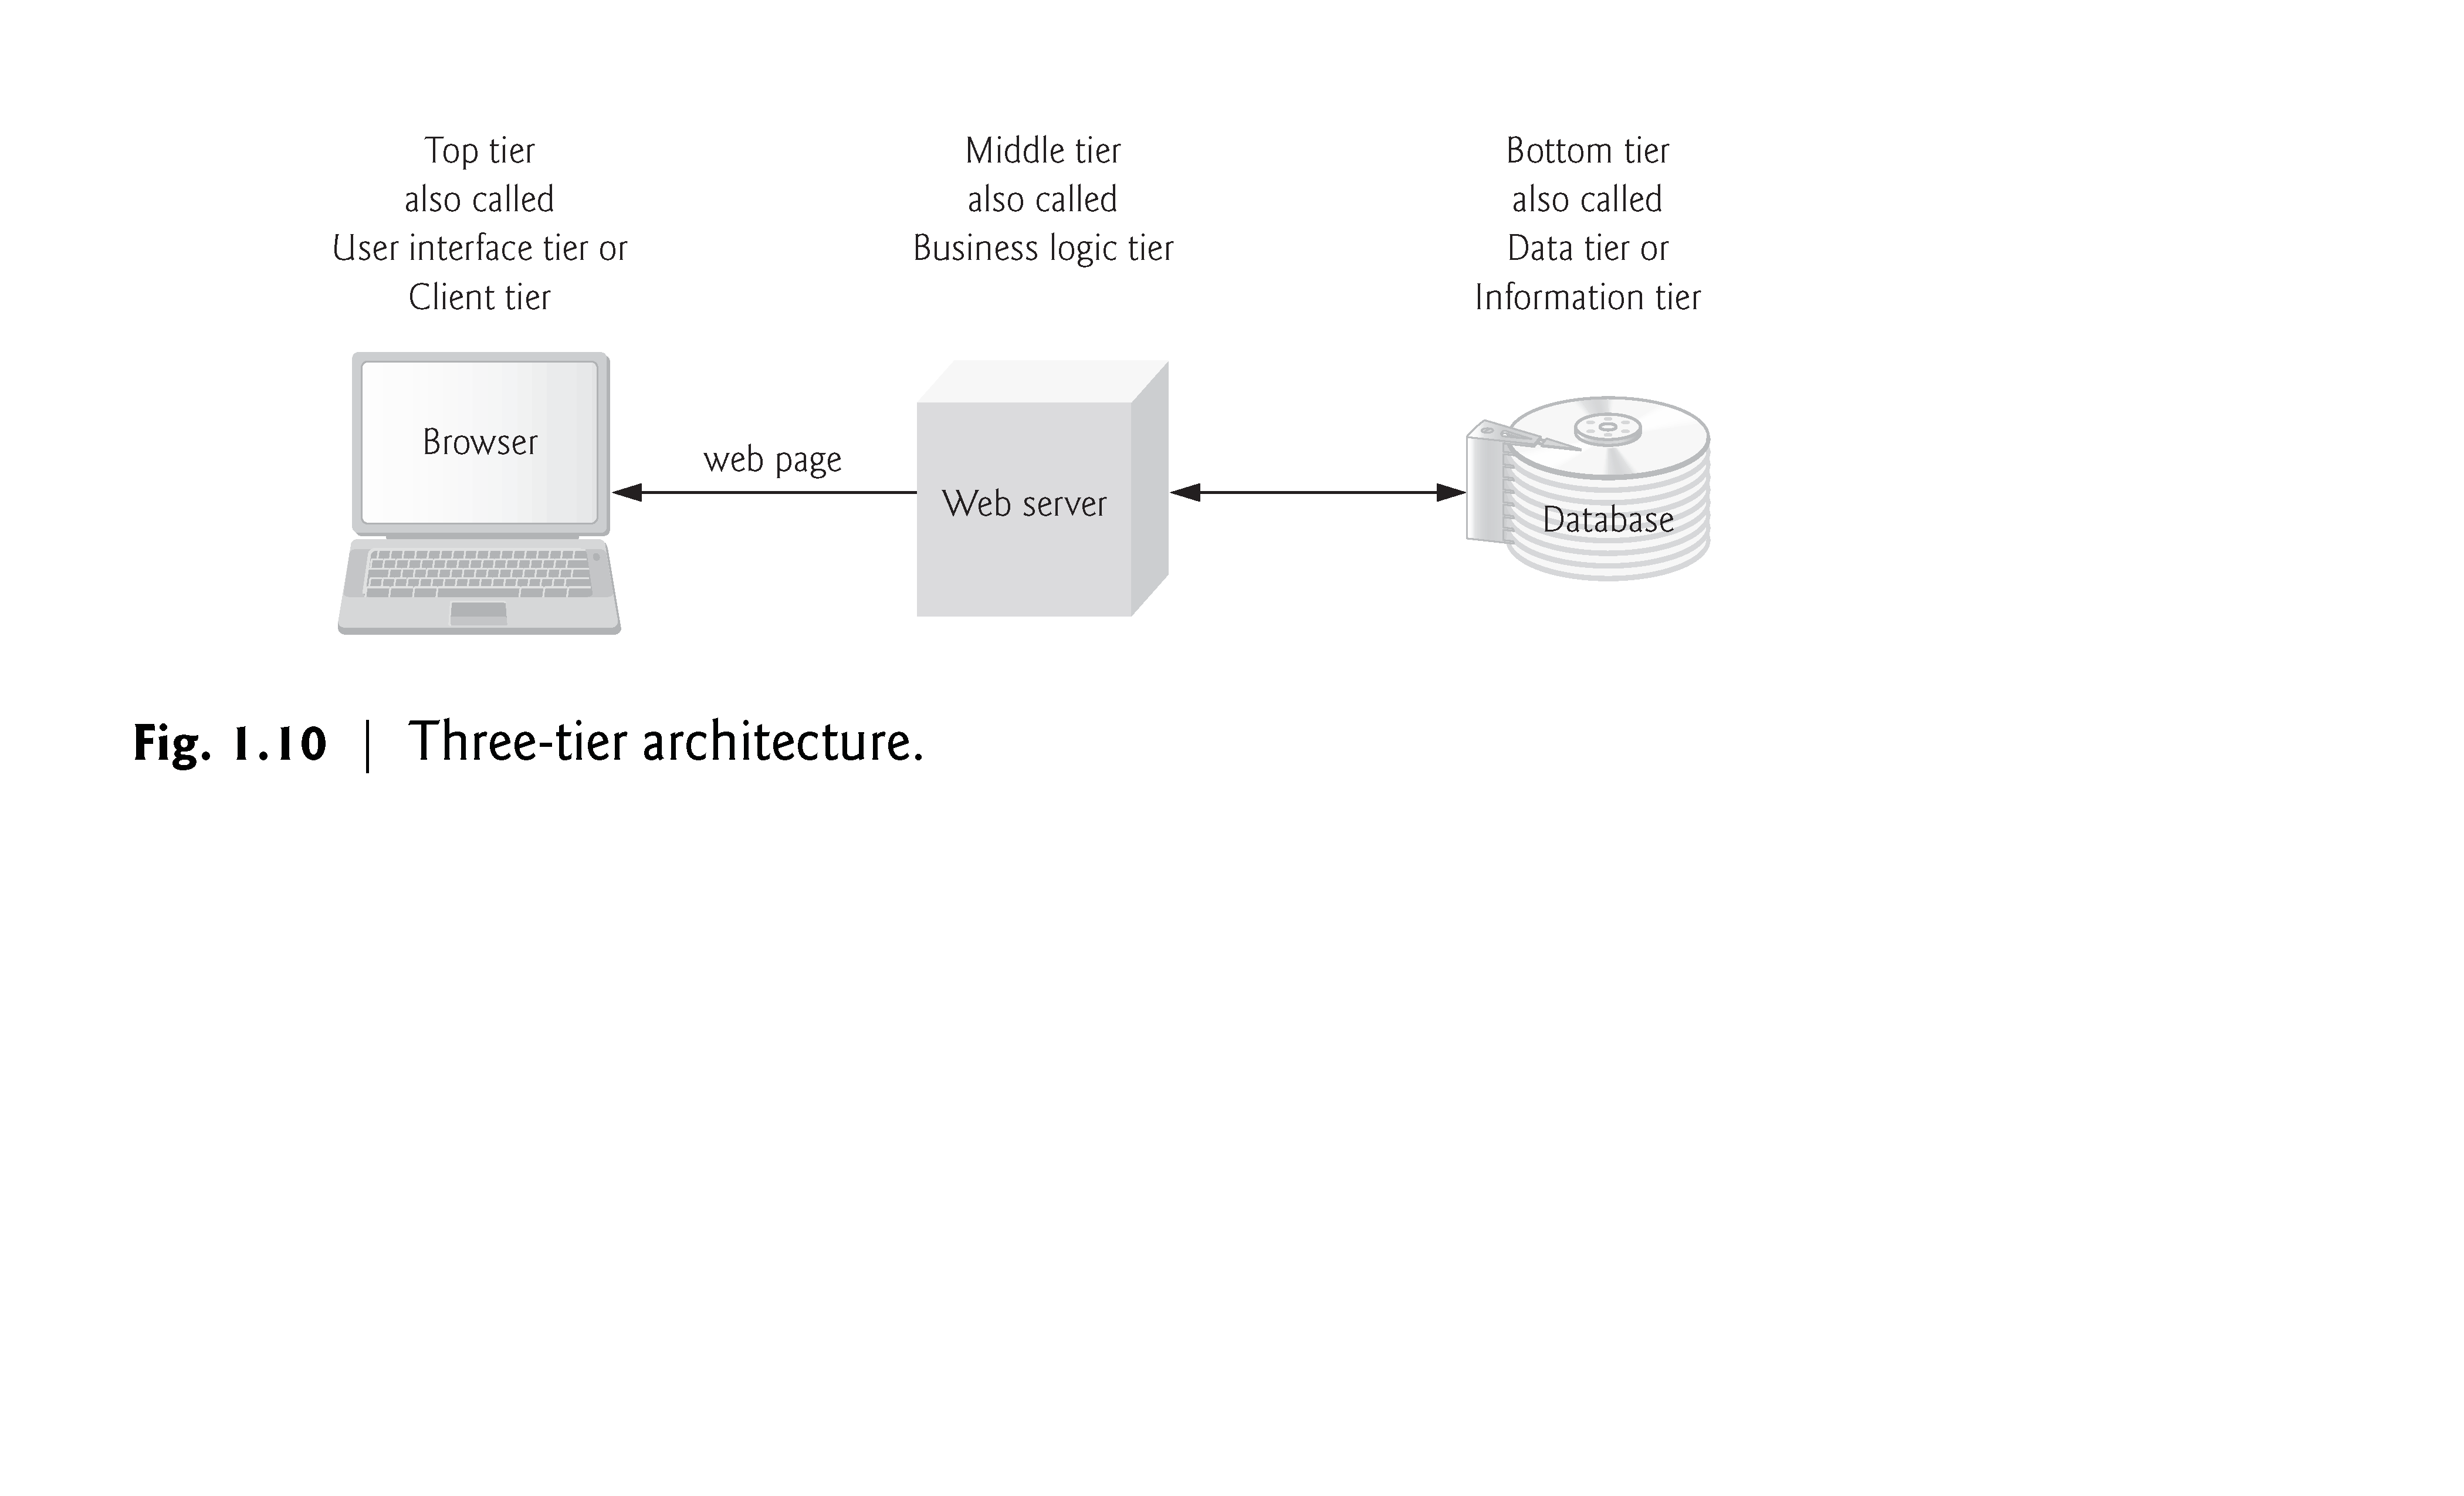 Top tier
also called
User interface tier or
Client tier
Middle tier
also called
Business logic tier
Bottom tier
also called
Data tier or
Information tier
Browser
web page
Web server
Database
Fig. 1.10 | Three-tier architecture.